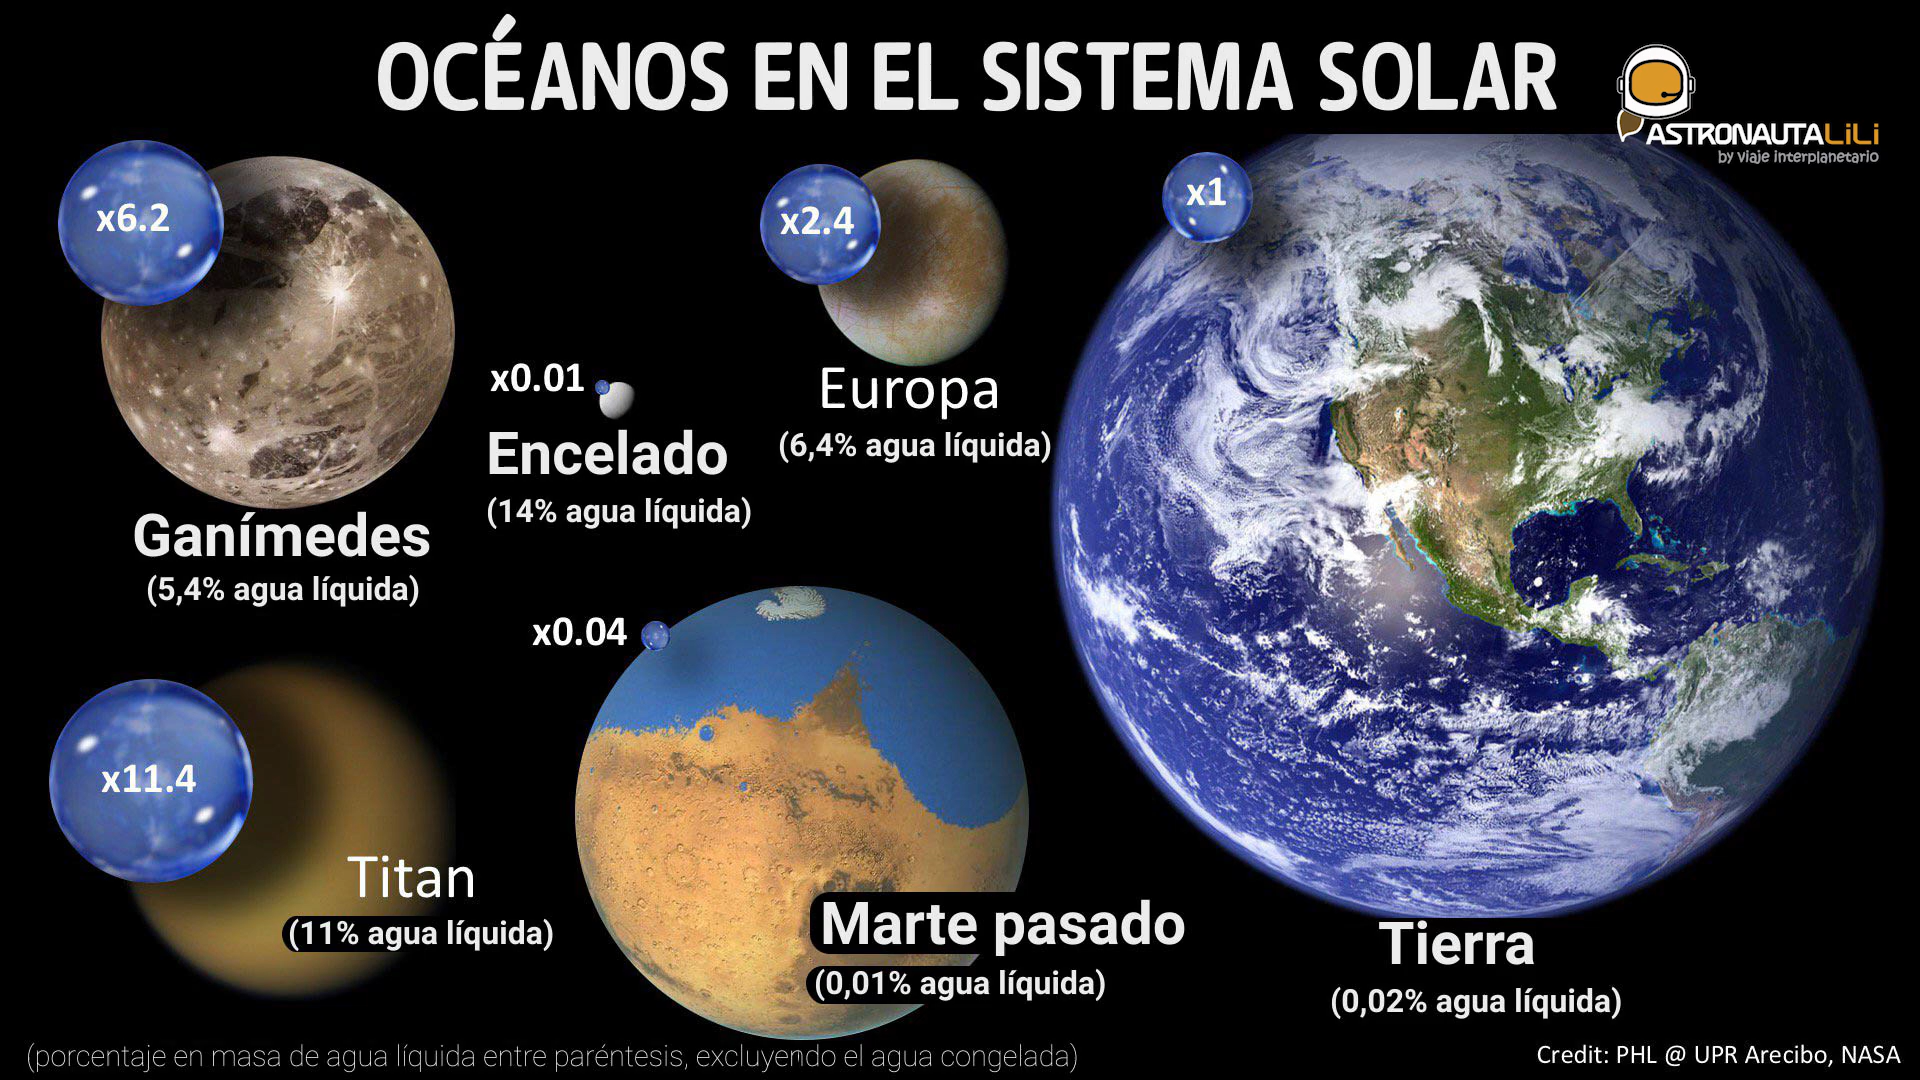 OCÉANOS EN EL SISTEMA SOLAR
ASTRONAUTALiLi
by viaje interplanetario
x6.2
Ganímedes
(5,4% agua líquida)
x0.01
Encelado
(14% agua líquida)
x2.4
Europa
(6,4% agua líquida)
x1
Tierra
(0,02% agua líquida)
x11.4
Titan
(11% agua líquida)
x0.04
Marte pasado
(0,01% agua líquida)
(porcentaje en masa de agua líquida entre paréntesis, excluyendo el agua congelada)
Credit: PHL @ UPR Arecibo, NASA